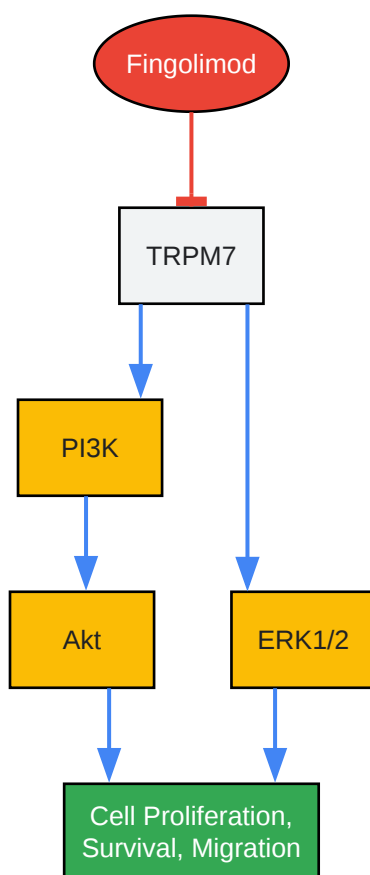 Fingolimod
TRPM7
PI3K
Akt
ERK1/2
Cell Proliferation,
Survival, Migration